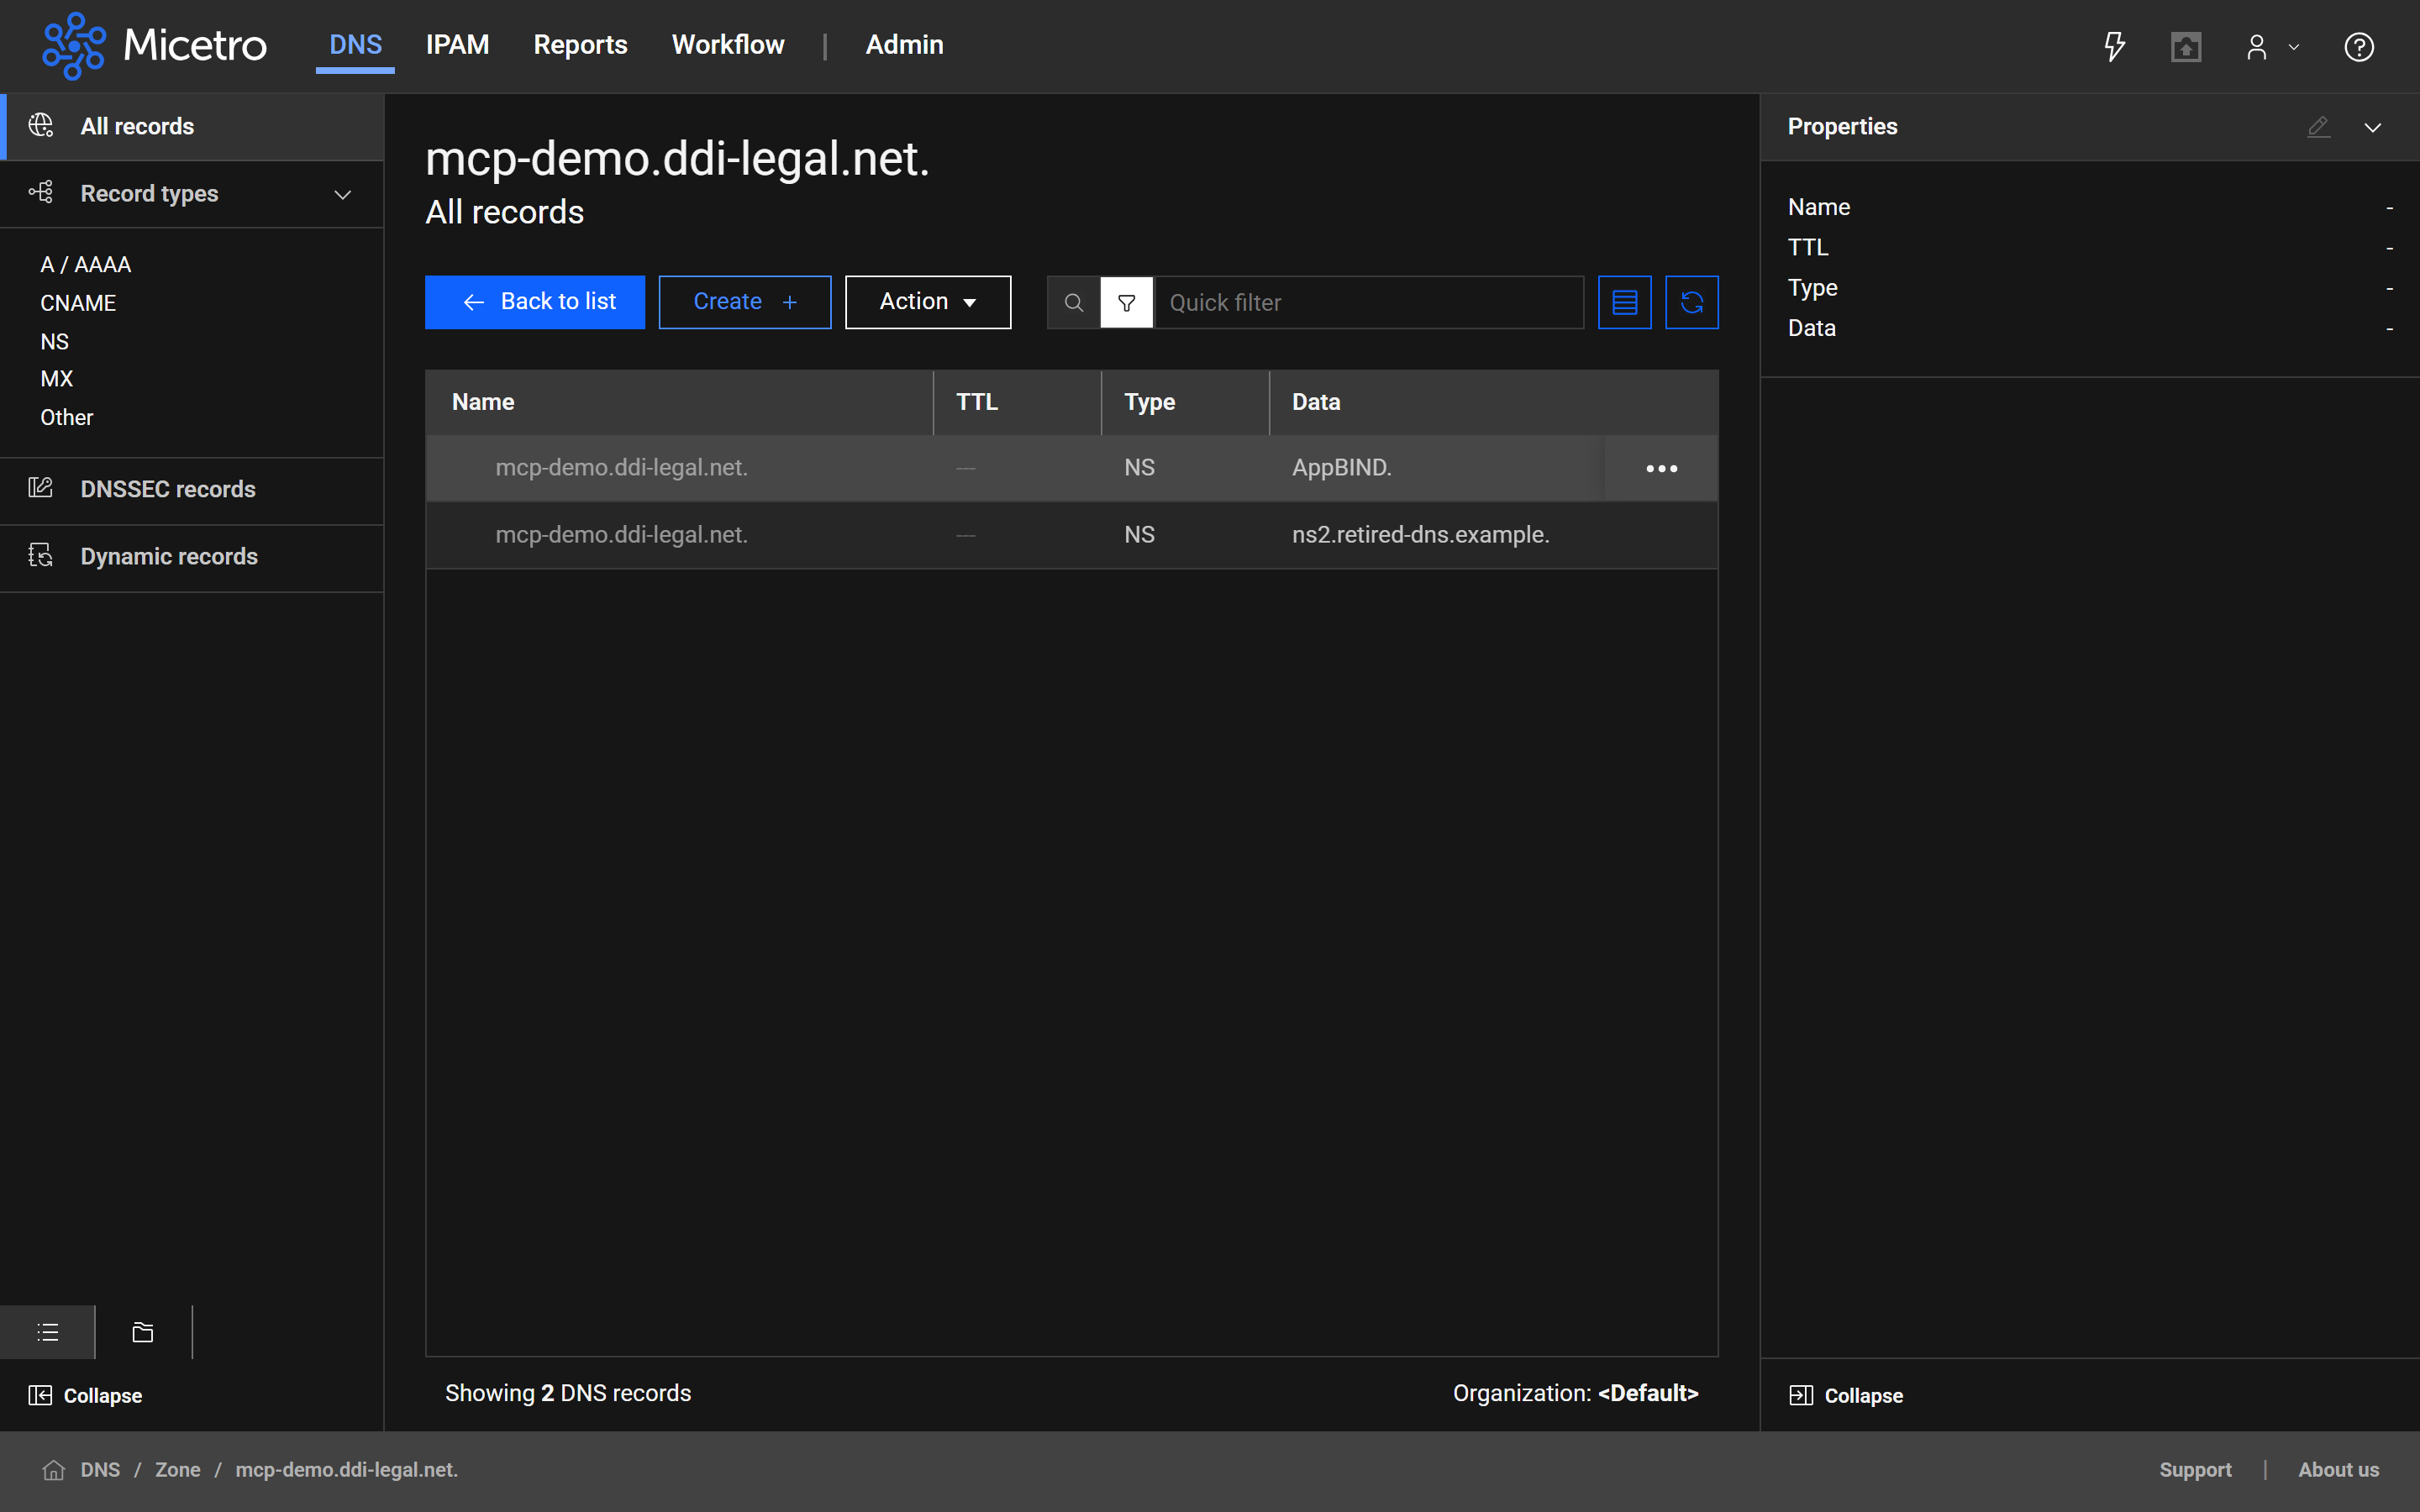 Micetro
DNS
IPAM
Reports
Workflow
|
Admin
All records
Record types
A / AAAA
CNAME
NS
MX
Other
DNSSEC records
Dynamic records
Collapse
mcp-demo.ddi-legal.net.
All records
Back to list
Create +
Action
Quick filter
Name TTL Type Data
mcp-demo.ddi-legal.net. — NS AppBIND.
mcp-demo.ddi-legal.net. — NS ns2.retired-dns.example.
Showing 2 DNS records
Organization: <Default>
Properties
Name -
TTL -
Type -
Data -
Collapse
DNS / Zone / mcp-demo.ddi-legal.net.
Support | About us